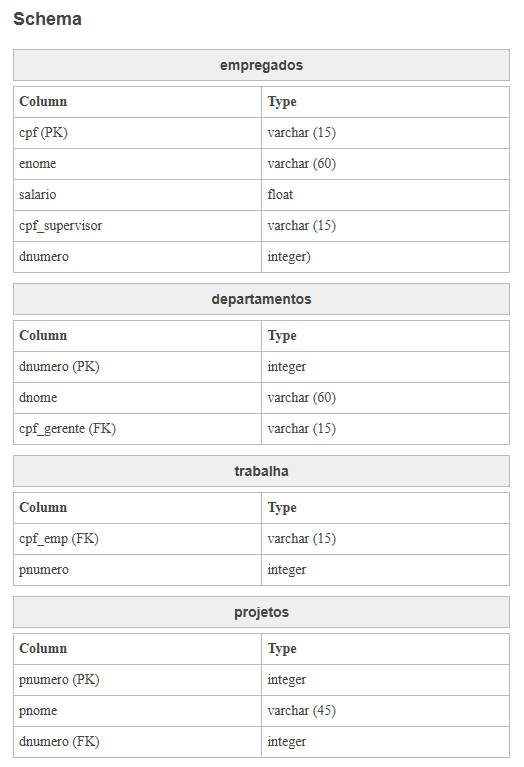 Schema
empregados
Column Type
cpf (PK) varchar (15)
enome varchar (60)
salario float
cpf_supervisor varchar (15)
dnumero integer)
departamentos
Column Type
dnumero (PK) integer
dnome varchar (60)
cpf_gerente (FK) varchar (15)
trabalha
Column Type
cpf_emp (FK) varchar (15)
pnumero integer
projetos
Column Type
pnumero (PK) integer
pnome varchar (45)
dnumero (FK) integer